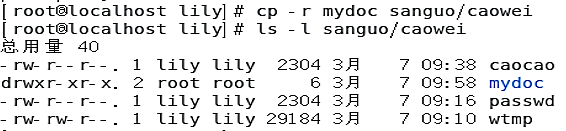 [root@localhost lily]# cp -r mydoc sanguo/caowei
[root@localhost lily]# ls -l sanguo/caowei
总用量 40
-rw-r--r--. 1 lily lily  2304 3月   7 09:38 caocao
drwxr-xr-x. 2 root root     6 3月   7 09:58 mydoc
-rw-r--r--. 1 lily lily  2304 3月   7 09:16 passwd
-rw-rw-r--. 1 lily lily 29184 3月   7 09:10 wtmp